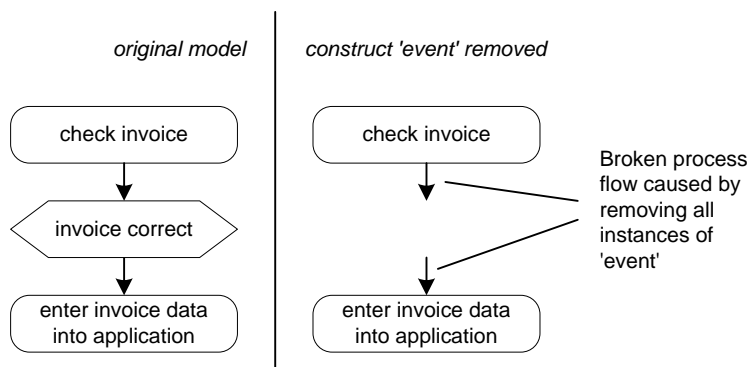 original model
construct 'event' removed
check invoice
invoice correct
enter invoice data
into application
check invoice
enter invoice data
into application
Broken process
flow caused by
removing all
instances of
'event'